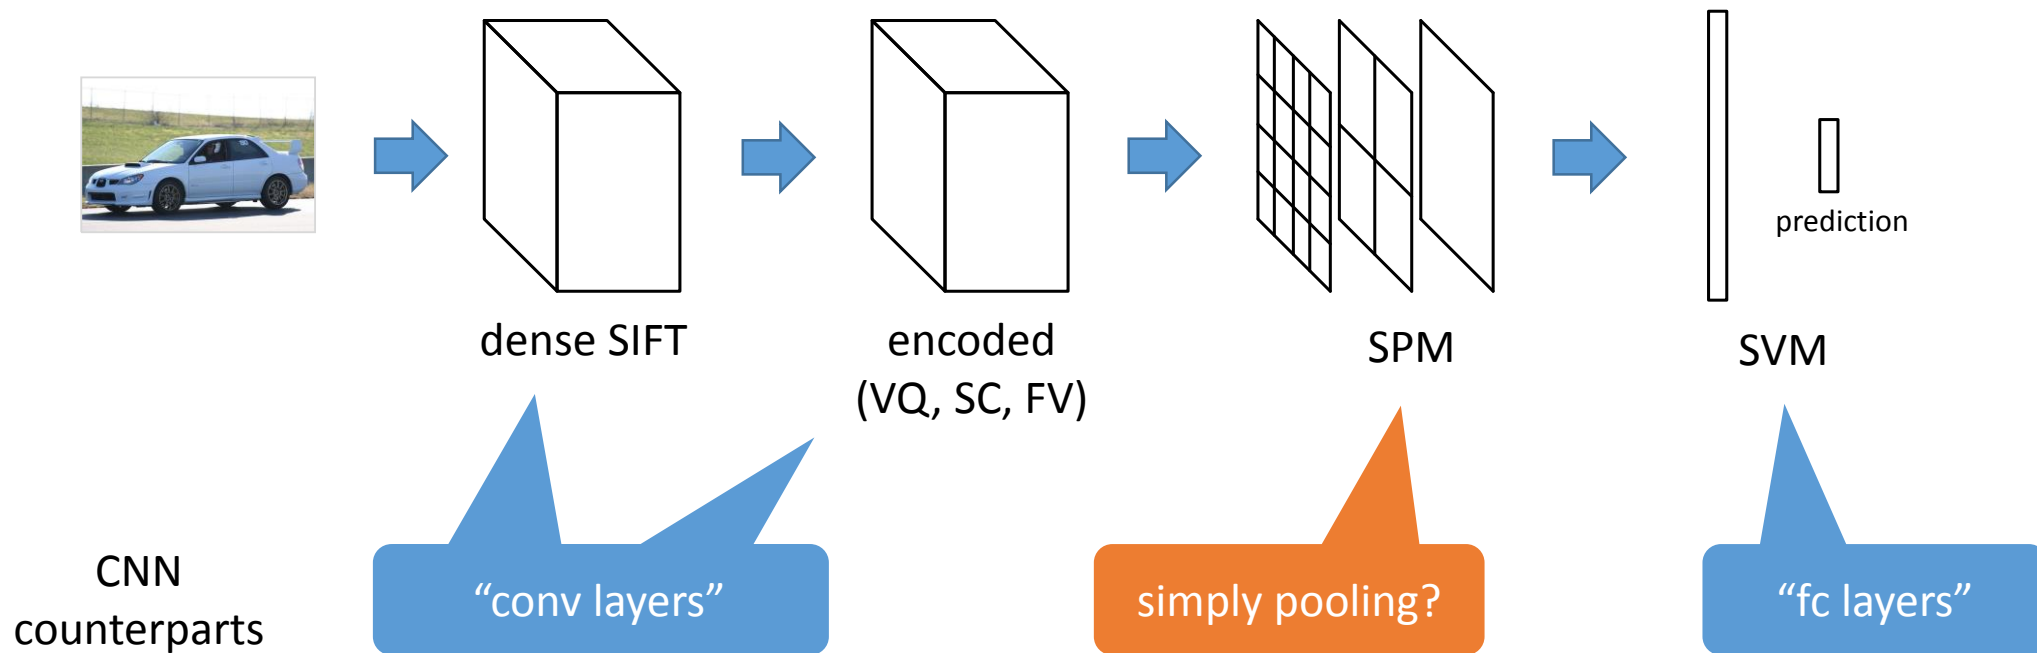 prediction
dense SIFT
encoded
(VQ, SC, FV)
SPM
SVM
CNN
counterparts
“conv layers”
simply pooling?
“fc layers”